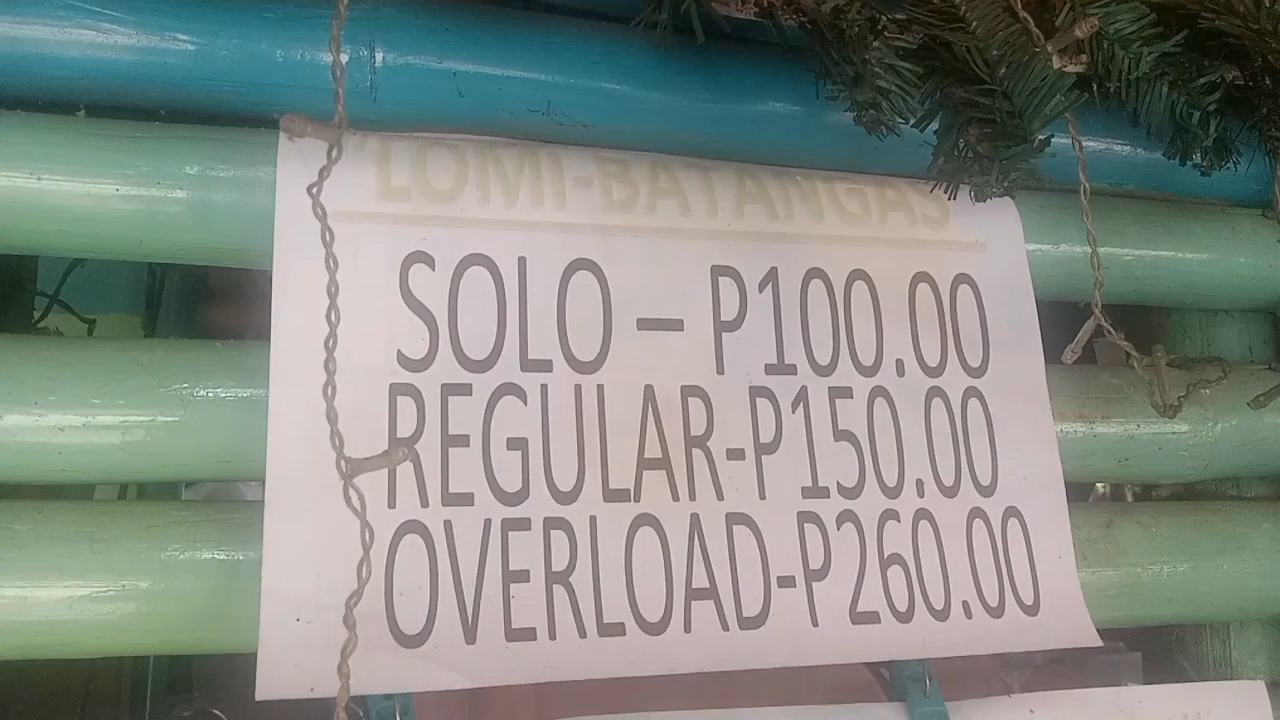 LOMI-BATANGAS
SOLO – P100.00
REGULAR-P150.00
OVERLOAD-P260.00